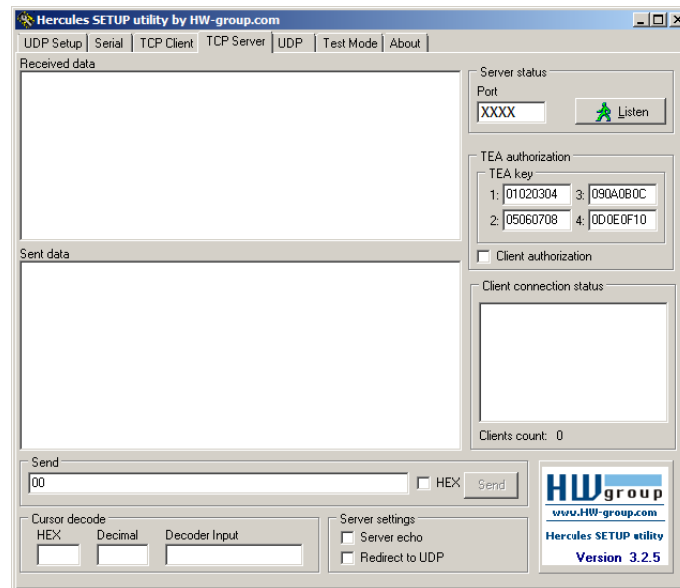 Hercules SETUP utility by HW-group.com
UDP Setup Serial TCP Client TCP Server UDP Test Mode About
Received data
Server status
Port
XXXX Listen
TEA authorization
TEA key
1: 01020304 3: 090A0B0C
2: 05060708 4: 0D0E0F10
Client authorization
Sent data
Client connection status
Clients count: 0
Send
00 HEX Send
Cursor decode
HEX Decimal Decoder Input
Server settings
Server echo
Redirect to UDP
HW group
www.HW-group.com
Hercules SETUP utility
Version 3.2.5